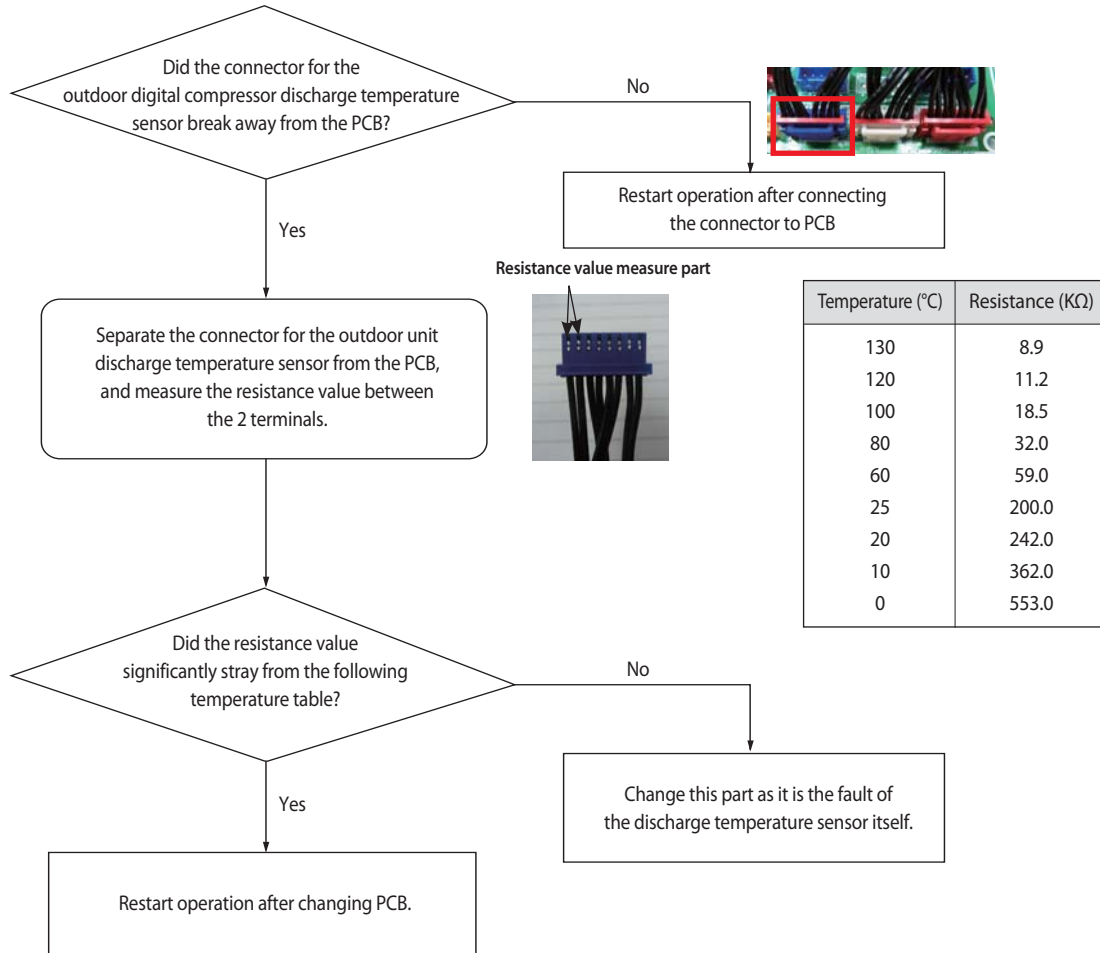 Did the connector for the
outdoor digital compressor discharge temperature
sensor break away from the PCB?
No
Restart operation after connecting
the connector to PCB
Yes
Resistance value measure part
Separate the connector for the outdoor unit
discharge temperature sensor from the PCB,
and measure the resistance value between
the 2 terminals.
Temperature (°C) Resistance (KΩ)
130 8.9
120 11.2
100 18.5
80 32.0
60 59.0
25 200.0
20 242.0
10 362.0
0 553.0
Did the resistance value
significantly stray from the following
temperature table?
No
Change this part as it is the fault of
the discharge temperature sensor itself.
Yes
Restart operation after changing PCB.